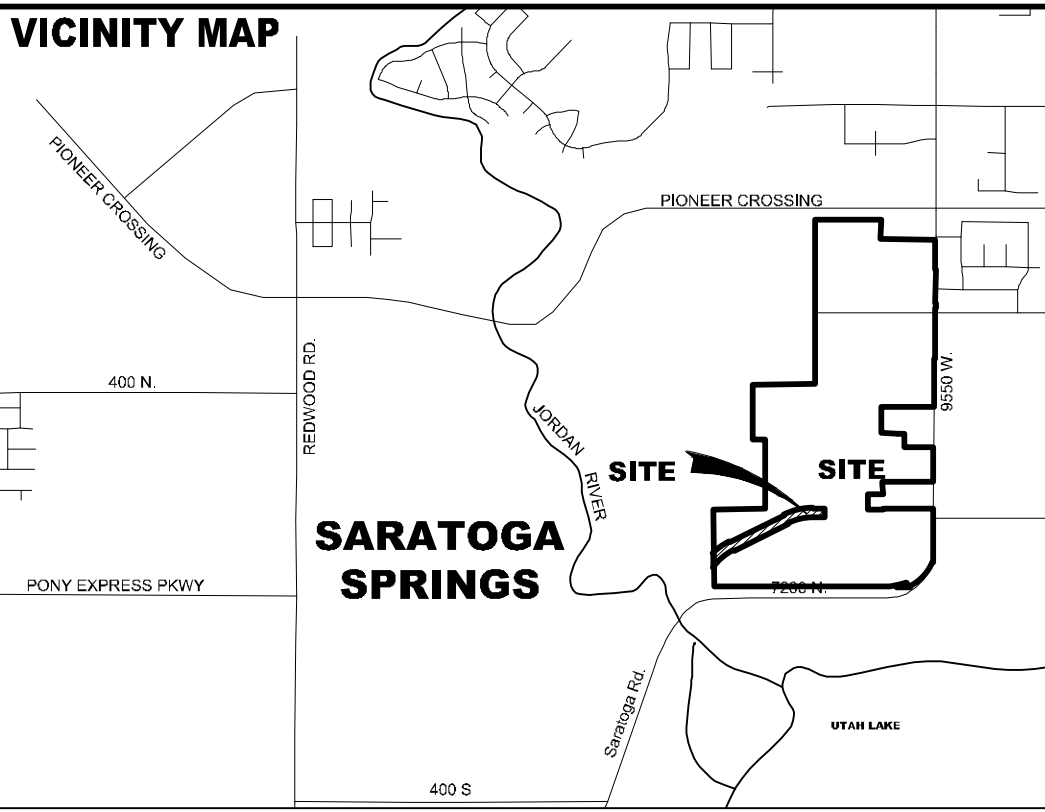 VICINITY MAP
PIONEER CROSSING
PIONEER CROSSING
REDWOOD RD.
400 N.
9550 W.
JORDAN
RIVER
SITE
SITE
SARATOGA
SPRINGS
PONY EXPRESS PKWY
7200 N.
Saratoga Rd.
UTAH LAKE
400 S